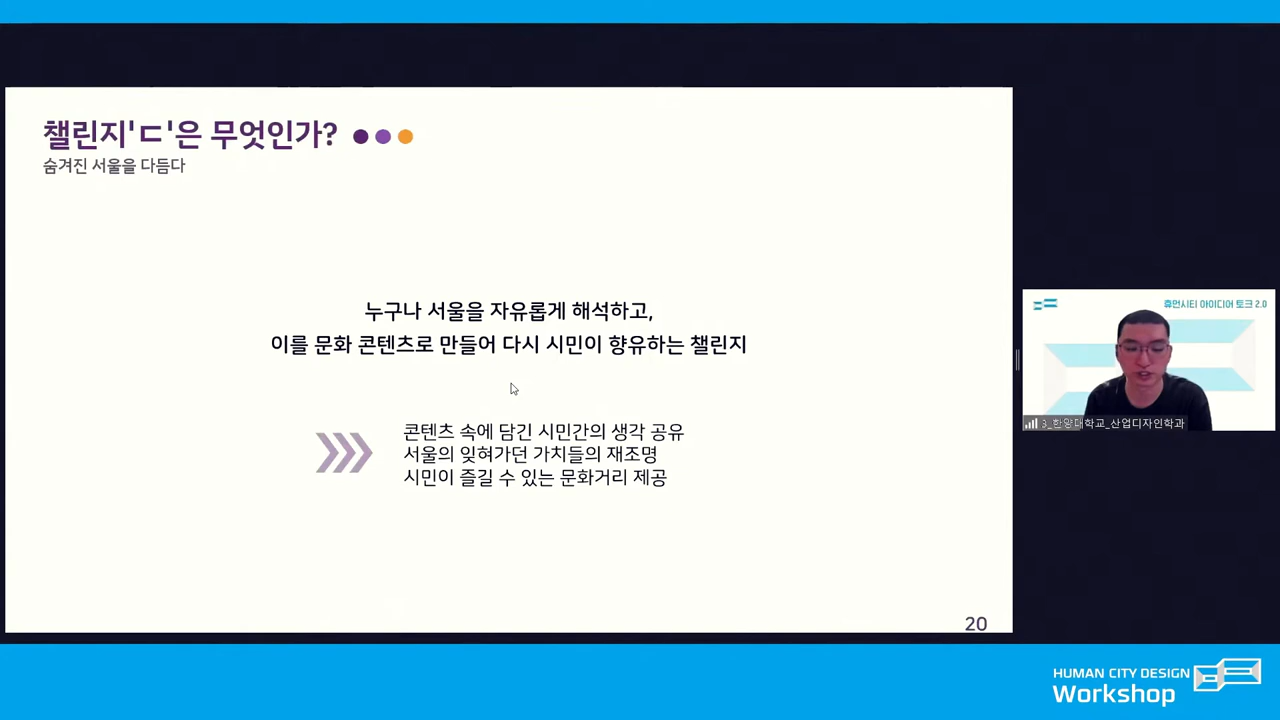 챌린지'ㄷ'은 무엇인가?
숨겨진 서울을 다듬다
누구나 서울을 자유롭게 해석하고,
이를 문화 콘텐츠로 만들어 다시 시민이 향유하는 챌린지
콘텐츠 속에 담긴 시민간의 생각 공유
서울의 잊혀가던 가치들의 재조명
시민이 즐길 수 있는 문화거리 제공
20
휴먼시티 아이디어 토크 2.0
3_한양대학교_산업디자인학과
HUMAN CITY DESIGN
Workshop